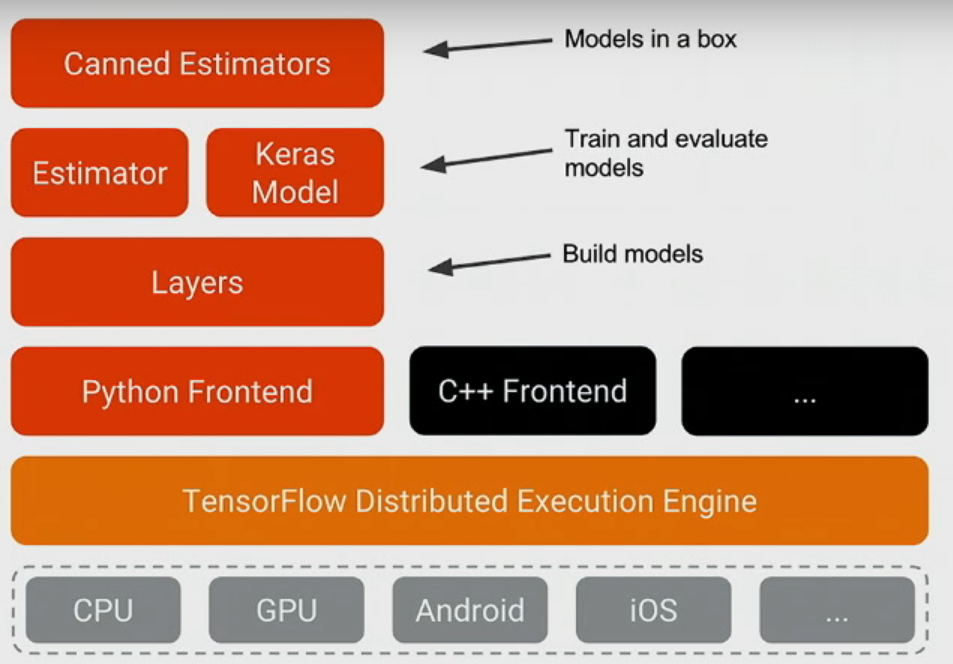 Canned Estimators
Models in a box
Estimator
Keras
Model
Train and evaluate
models
Layers
Build models
Python Frontend
C++ Frontend
...
TensorFlow Distributed Execution Engine
CPU
GPU
Android
iOS
...